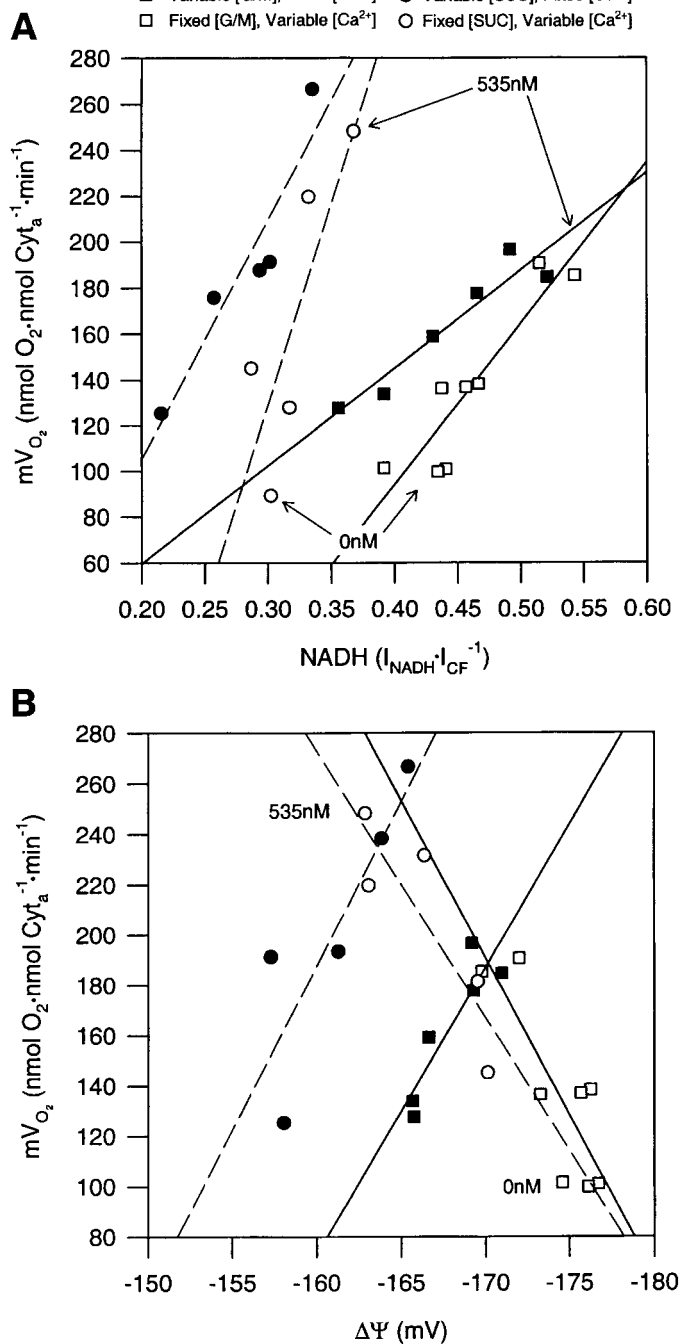 A
Fixed [G/M], Variable [Ca²⁺]
Fixed [SUC], Variable [Ca²⁺]
280
260
240
220
200
180
160
140
120
100
80
60
mV_O₂ (nmol O₂·nmol Cyt_a⁻¹·min⁻¹)
535nM
0nM
0.20 0.25 0.30 0.35 0.40 0.45 0.50 0.55 0.60
NADH (I_NADH·I_CF⁻¹)
B
280
260
240
220
200
180
160
140
120
100
80
mV_O₂ (nmol O₂·nmol Cyt_a⁻¹·min⁻¹)
535nM
0nM
-150 -155 -160 -165 -170 -175 -180
ΔΨ (mV)